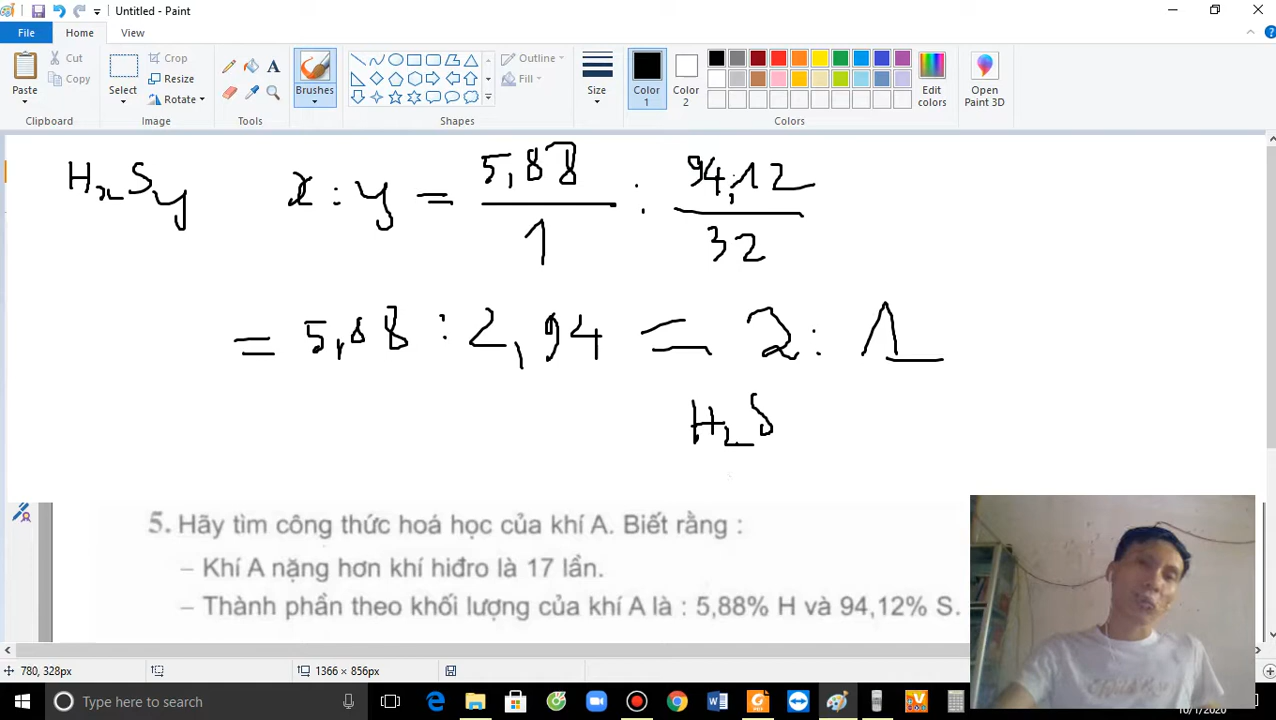 Untitled - Paint
File Home View
Paste Cut Copy Clipboard
Select Crop Resize Rotate Image
Tools
Brushes
Outline Fill Shapes
Size
Color 1 Color 2 Edit colors Colors
Open Paint 3D
HxSy x : y = 5,88/1 : 94,12/32
= 5,88 : 2,94 = 2 : 1
H2S
5. Hãy tìm công thức hoá học của khí A. Biết rằng :
– Khí A nặng hơn khí hiđro là 17 lần.
– Thành phần theo khối lượng của khí A là : 5,88% H và 94,12% S.
780, 328px 1366 × 856px
Type here to search
10/1/2020